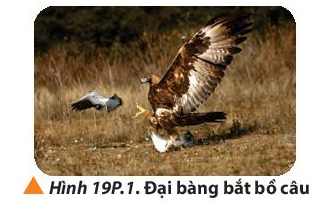 Hình 19P.1. Đại bàng bắt bồ câu